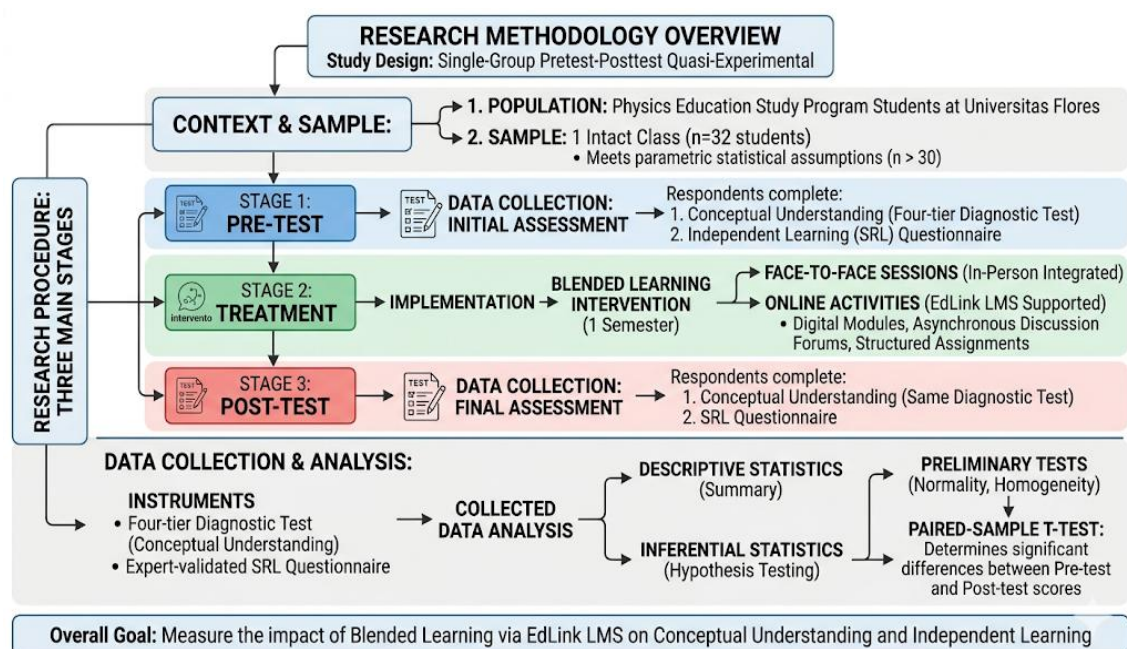 RESEARCH METHODOLOGY OVERVIEW
Study Design: Single-Group Pretest-Posttest Quasi-Experimental
CONTEXT & SAMPLE:
1. POPULATION: Physics Education Study Program Students at Universitas Flores
2. SAMPLE: 1 Intact Class (n=32 students)
• Meets parametric statistical assumptions (n > 30)
RESEARCH PROCEDURE:
THREE MAIN STAGES
TEST
STAGE 1:
PRE-TEST
TEST
DATA COLLECTION:
INITIAL ASSESSMENT
Respondents complete:
1. Conceptual Understanding (Four-tier Diagnostic Test)
2. Independent Learning (SRL) Questionnaire
intervento
STAGE 2:
TREATMENT
IMPLEMENTATION
BLENDED LEARNING
INTERVENTION
(1 Semester)
FACE-TO-FACE SESSIONS (In-Person Integrated)
ONLINE ACTIVITIES (EdLink LMS Supported)
• Digital Modules, Asynchronous Discussion
Forums, Structured Assignments
TEST
STAGE 3:
POST-TEST
TEST
DATA COLLECTION:
FINAL ASSESSMENT
Respondents complete:
1. Conceptual Understanding (Same Diagnostic Test)
2. SRL Questionnaire
DATA COLLECTION & ANALYSIS:
INSTRUMENTS
• Four-tier Diagnostic Test
(Conceptual Understanding)
• Expert-validated SRL Questionnaire
COLLECTED
DATA ANALYSIS
DESCRIPTIVE STATISTICS
(Summary)
INFERENTIAL STATISTICS
(Hypothesis Testing)
PRELIMINARY TESTS
(Normality, Homogeneity)
PAIRED-SAMPLE T-TEST:
Determines significant
differences between Pre-test
and Post-test scores
Overall Goal: Measure the impact of Blended Learning via EdLink LMS on Conceptual Understanding and Independent Learning